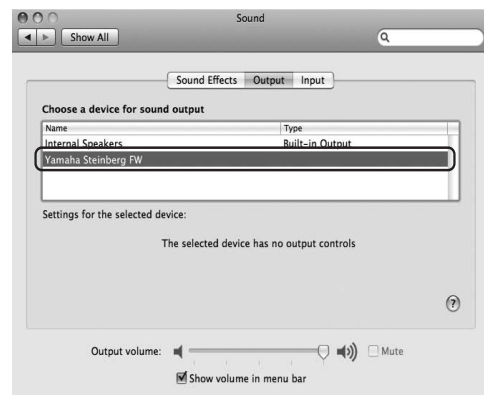 Sound
Show All
Sound Effects Output Input
Choose a device for sound output
Name Type
Internal Speakers Built-in Output
Yamaha Steinberg FW
Settings for the selected device:
The selected device has no output controls
?
Output volume: Mute
Show volume in menu bar